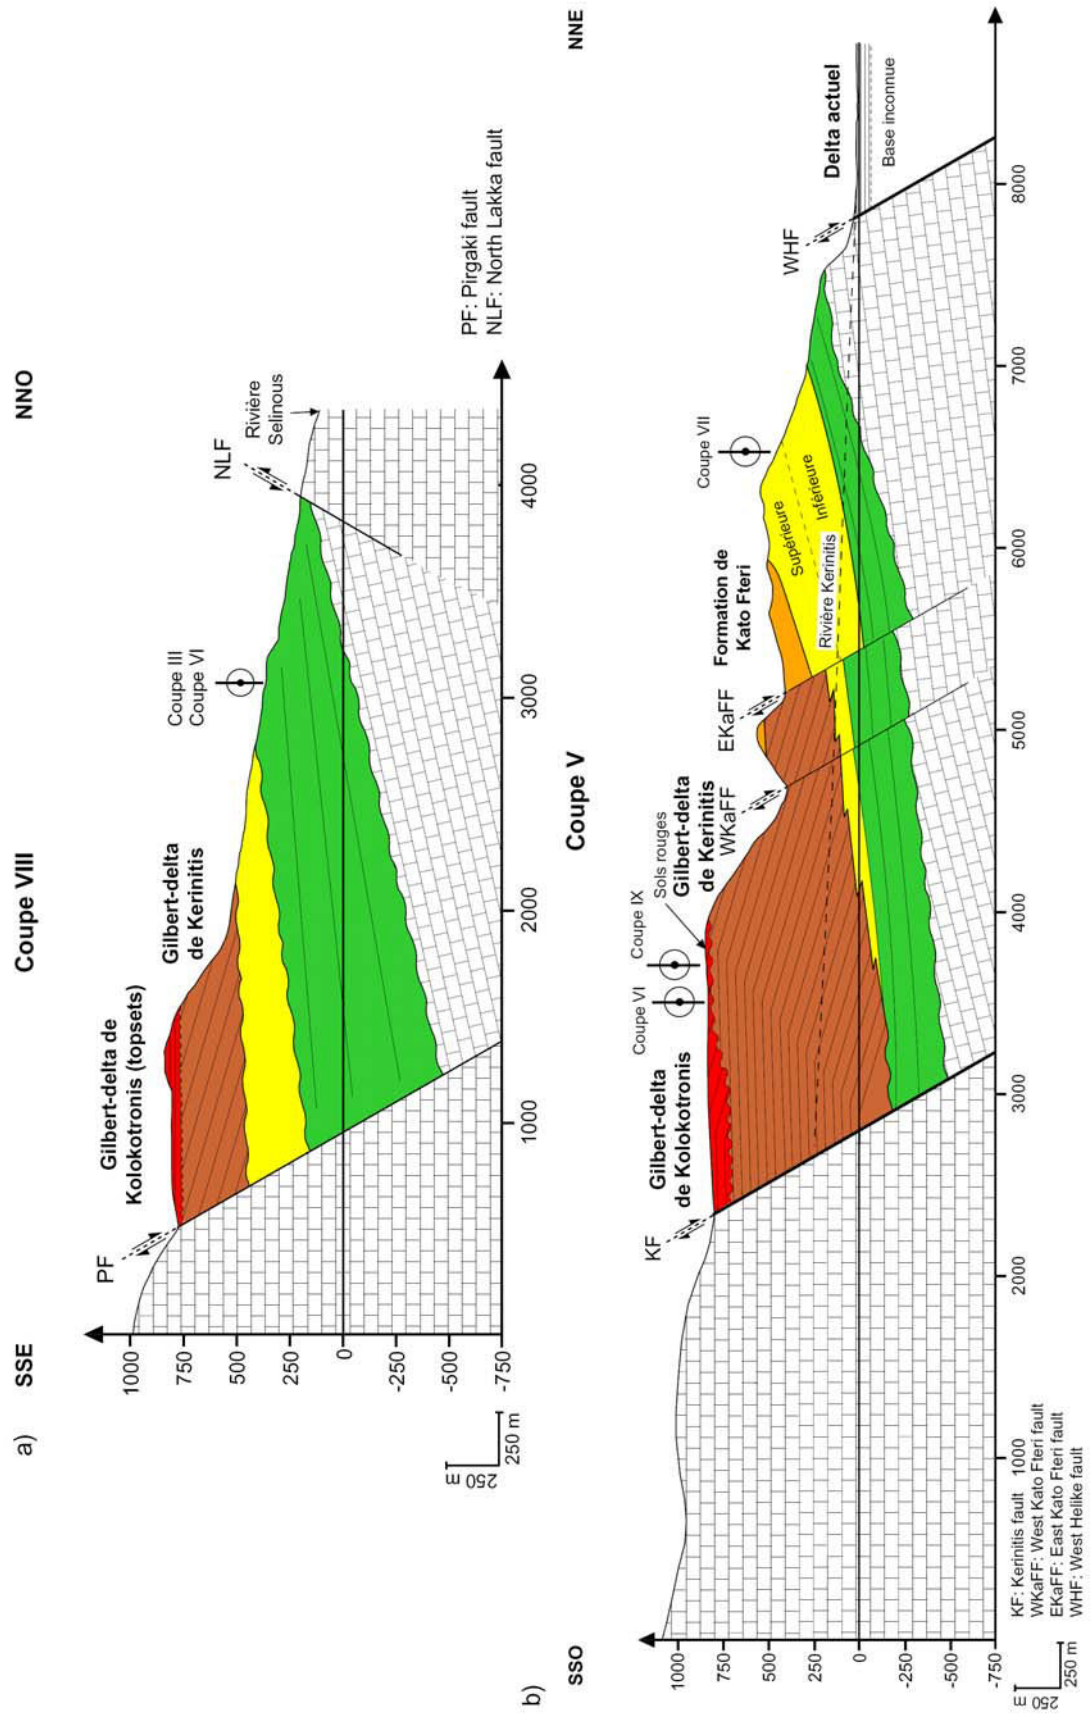 a)
SSE
Coupe VIII
NNO
PF
Gilbert-delta de
Kolokotronis (topsets)
Gilbert-delta
de Kerinitis
Coupe III
Coupe VI
NLF
Rivière
Selinous
1000
750
500
250
0
-250
-500
-750
1000
2000
3000
4000
250 m
250 m
PF: Pirgaki fault
NLF: North Lakka fault
b)
SSO
Coupe V
NNE
KF
Gilbert-delta
de Kolokotronis
Coupe VI
Coupe IX
Sols rouges
Gilbert-delta
de Kerinitis
WKaFF
EKaFF
Formation de
Kato Fteri
Supérieure
Inférieure
Rivière Kerinitis
Coupe VII
WHF
Delta actuel
Base inconnue
1000
750
500
250
0
-250
-500
-750
1000
2000
3000
4000
5000
6000
7000
8000
250 m
250 m
KF: Kerinitis fault
WKaFF: West Kato Fteri fault
EKaFF: East Kato Fteri fault
WHF: West Helike fault